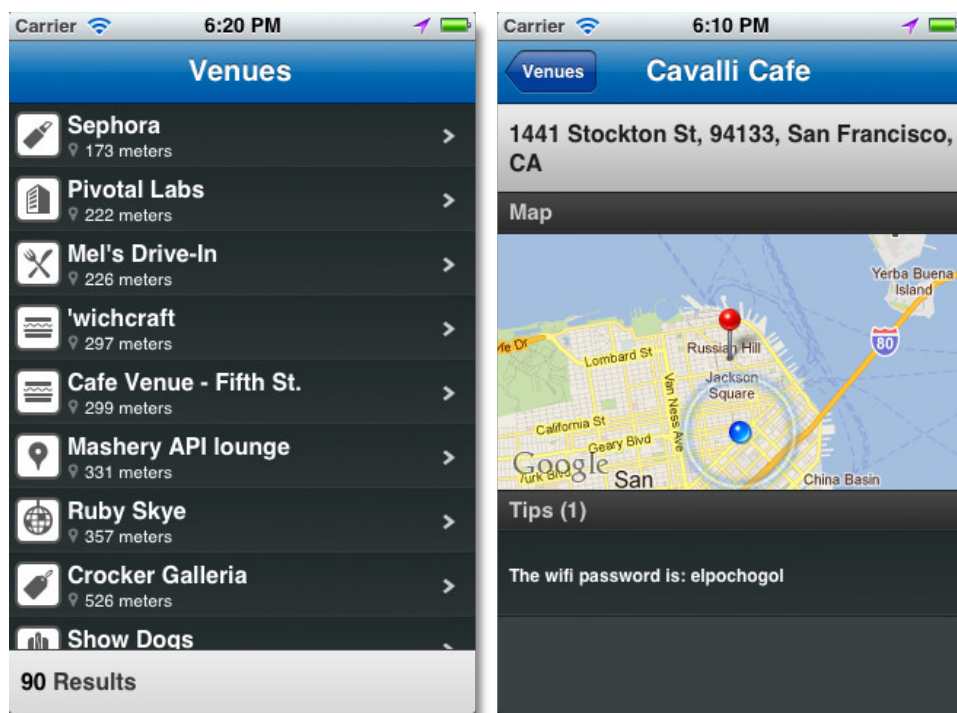 Carrier 6:20 PM
Venues
Sephora
173 meters
Pivotal Labs
222 meters
Mel's Drive-In
226 meters
'wichcraft
297 meters
Cafe Venue - Fifth St.
299 meters
Mashery API lounge
331 meters
Ruby Skye
357 meters
Crocker Galleria
526 meters
Show Dogs
90 Results
Carrier 6:10 PM
Venues Cavalli Cafe
1441 Stockton St, 94133, San Francisco,
CA
Map
Yerba Buena
Island
80
Russian Hill
Lombard St
Jackson
Square
Van Ness Ave
California St
Geary Blvd
Google
San
China Basin
Tips (1)
The wifi password is: elpochogol